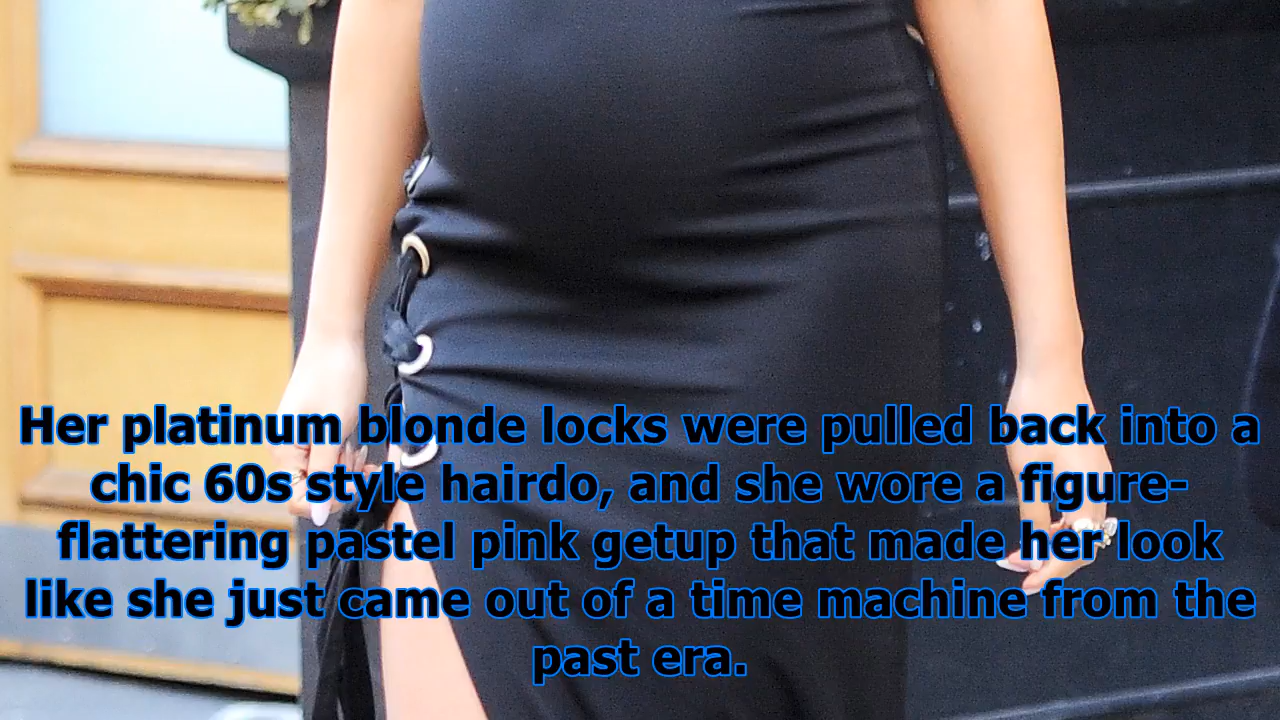 Her platinum blonde locks were pulled back into a
chic 60s style hairdo, and she wore a figure-
flattering pastel pink getup that made her look
like she just came out of a time machine from the
past era.